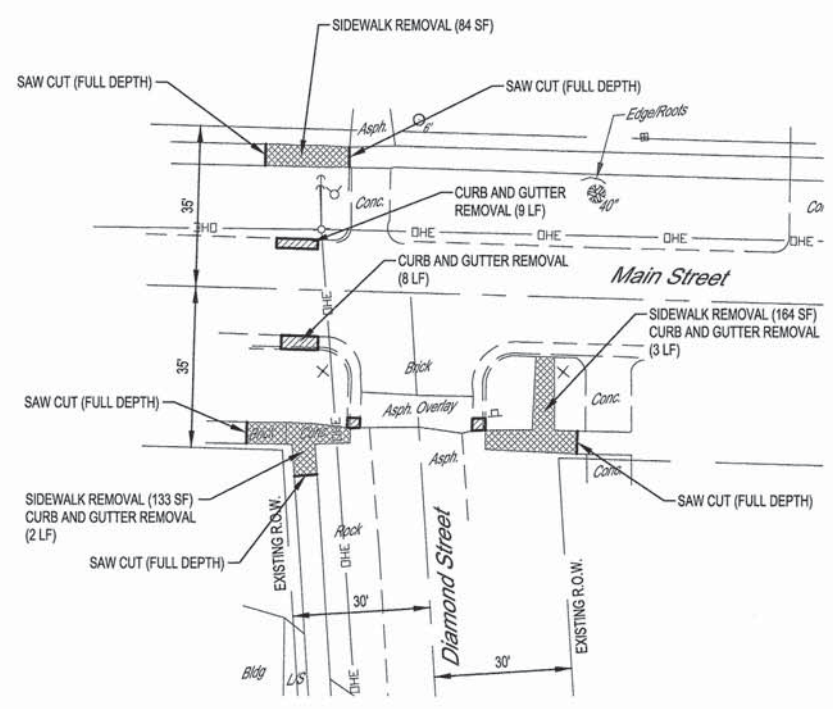 SIDEWALK REMOVAL (84 SF)
SAW CUT (FULL DEPTH)
SAW CUT (FULL DEPTH)
Asph.
6'
Edge/Roots
35'
Conc.
CURB AND GUTTER
REMOVAL (9 LF)
40"
OHE
OHE
OHE
OHE
OHE
CURB AND GUTTER
REMOVAL
(8 LF)
Main Street
OHE
SIDEWALK REMOVAL (164 SF)
CURB AND GUTTER REMOVAL
(3 LF)
35'
Brick
SAW CUT (FULL DEPTH)
Asph. Overlay
Conc.
Brick
Conc.
OHE
Asph.
Conc.
SIDEWALK REMOVAL (133 SF)
CURB AND GUTTER REMOVAL
(2 LF)
SAW CUT (FULL DEPTH)
SAW CUT (FULL DEPTH)
EXISTING R.O.W.
Rock
OHE
Diamond Street
EXISTING R.O.W.
30'
30'
Bldg
L/S
OHE